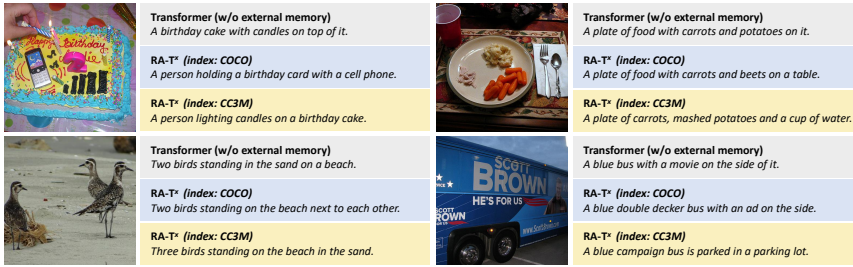 Transformer (w/o external memory)
A birthday cake with candles on top of it.
RA-Tˣ (index: COCO)
A person holding a birthday card with a cell phone.
RA-Tˣ (index: CC3M)
A person lighting candles on a birthday cake.
Happy Birthday
Transformer (w/o external memory)
A plate of food with carrots and potatoes on it.
RA-Tˣ (index: COCO)
A plate of food with carrots and beets on a table.
RA-Tˣ (index: CC3M)
A plate of carrots, mashed potatoes and a cup of water.
Transformer (w/o external memory)
Two birds standing in the sand on a beach.
RA-Tˣ (index: COCO)
Two birds standing on the beach next to each other.
RA-Tˣ (index: CC3M)
Three birds standing on the beach in the sand.
SCOTT
BROWN
HE'S FOR US
SCOTT
BROWN
Transformer (w/o external memory)
A blue bus with a movie on the side of it.
RA-Tˣ (index: COCO)
A blue double decker bus with an ad on the side.
RA-Tˣ (index: CC3M)
A blue campaign bus is parked in a parking lot.